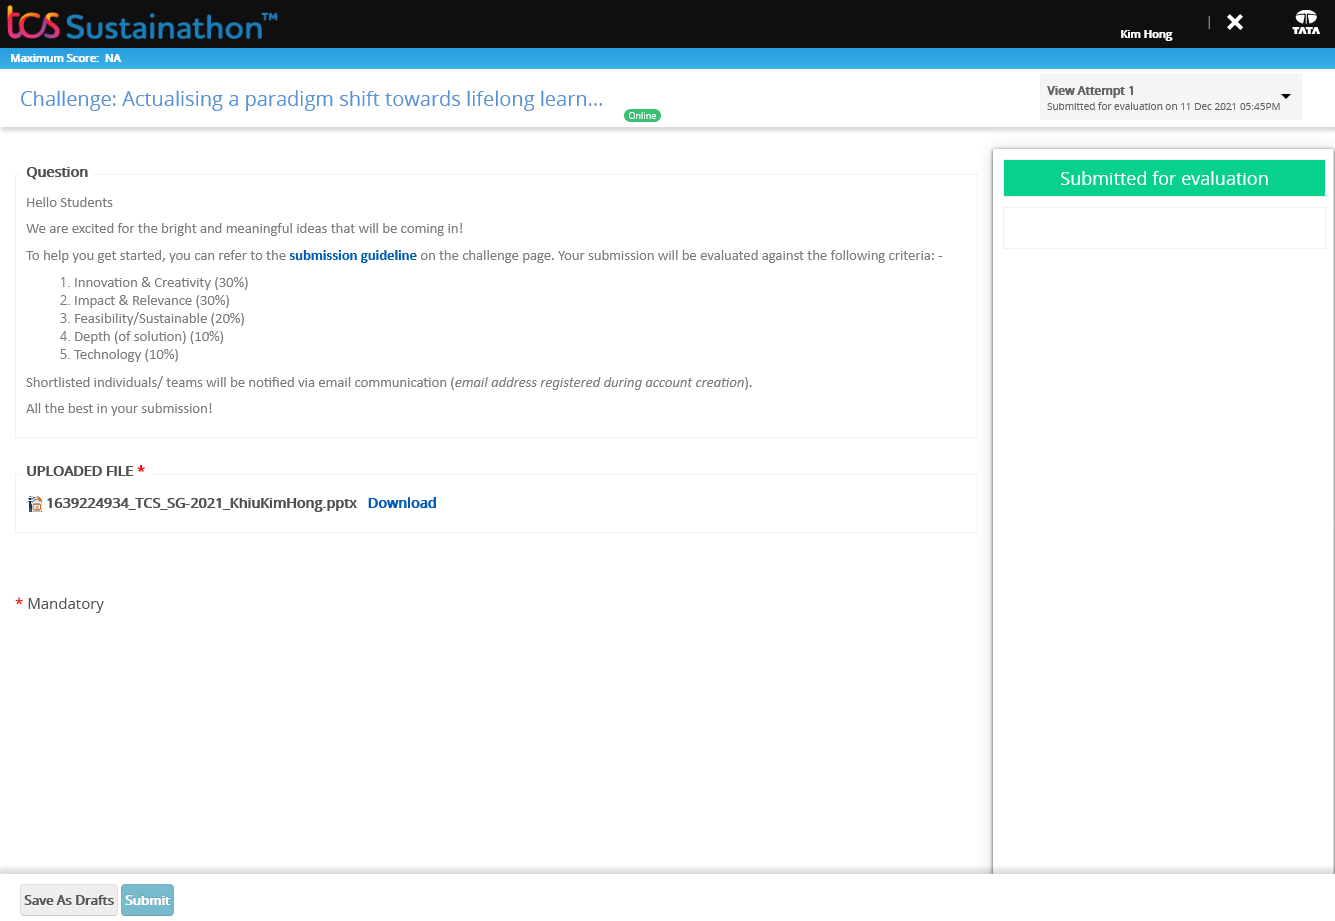 tcs Sustainathon™
Kim Hong
TATA
Maximum Score: NA
Challenge: Actualising a paradigm shift towards lifelong learn...
Online
View Attempt 1
Submitted for evaluation on 11 Dec 2021 05:45PM
Question
Hello Students
We are excited for the bright and meaningful ideas that will be coming in!
To help you get started, you can refer to the submission guideline on the challenge page. Your submission will be evaluated against the following criteria: -
1. Innovation & Creativity (30%)
2. Impact & Relevance (30%)
3. Feasibility/Sustainable (20%)
4. Depth (of solution) (10%)
5. Technology (10%)
Shortlisted individuals/ teams will be notified via email communication (email address registered during account creation).
All the best in your submission!
Submitted for evaluation
UPLOADED FILE *
1639224934_TCS_SG-2021_KhiuKimHong.pptx Download
* Mandatory
Save As Drafts Submit